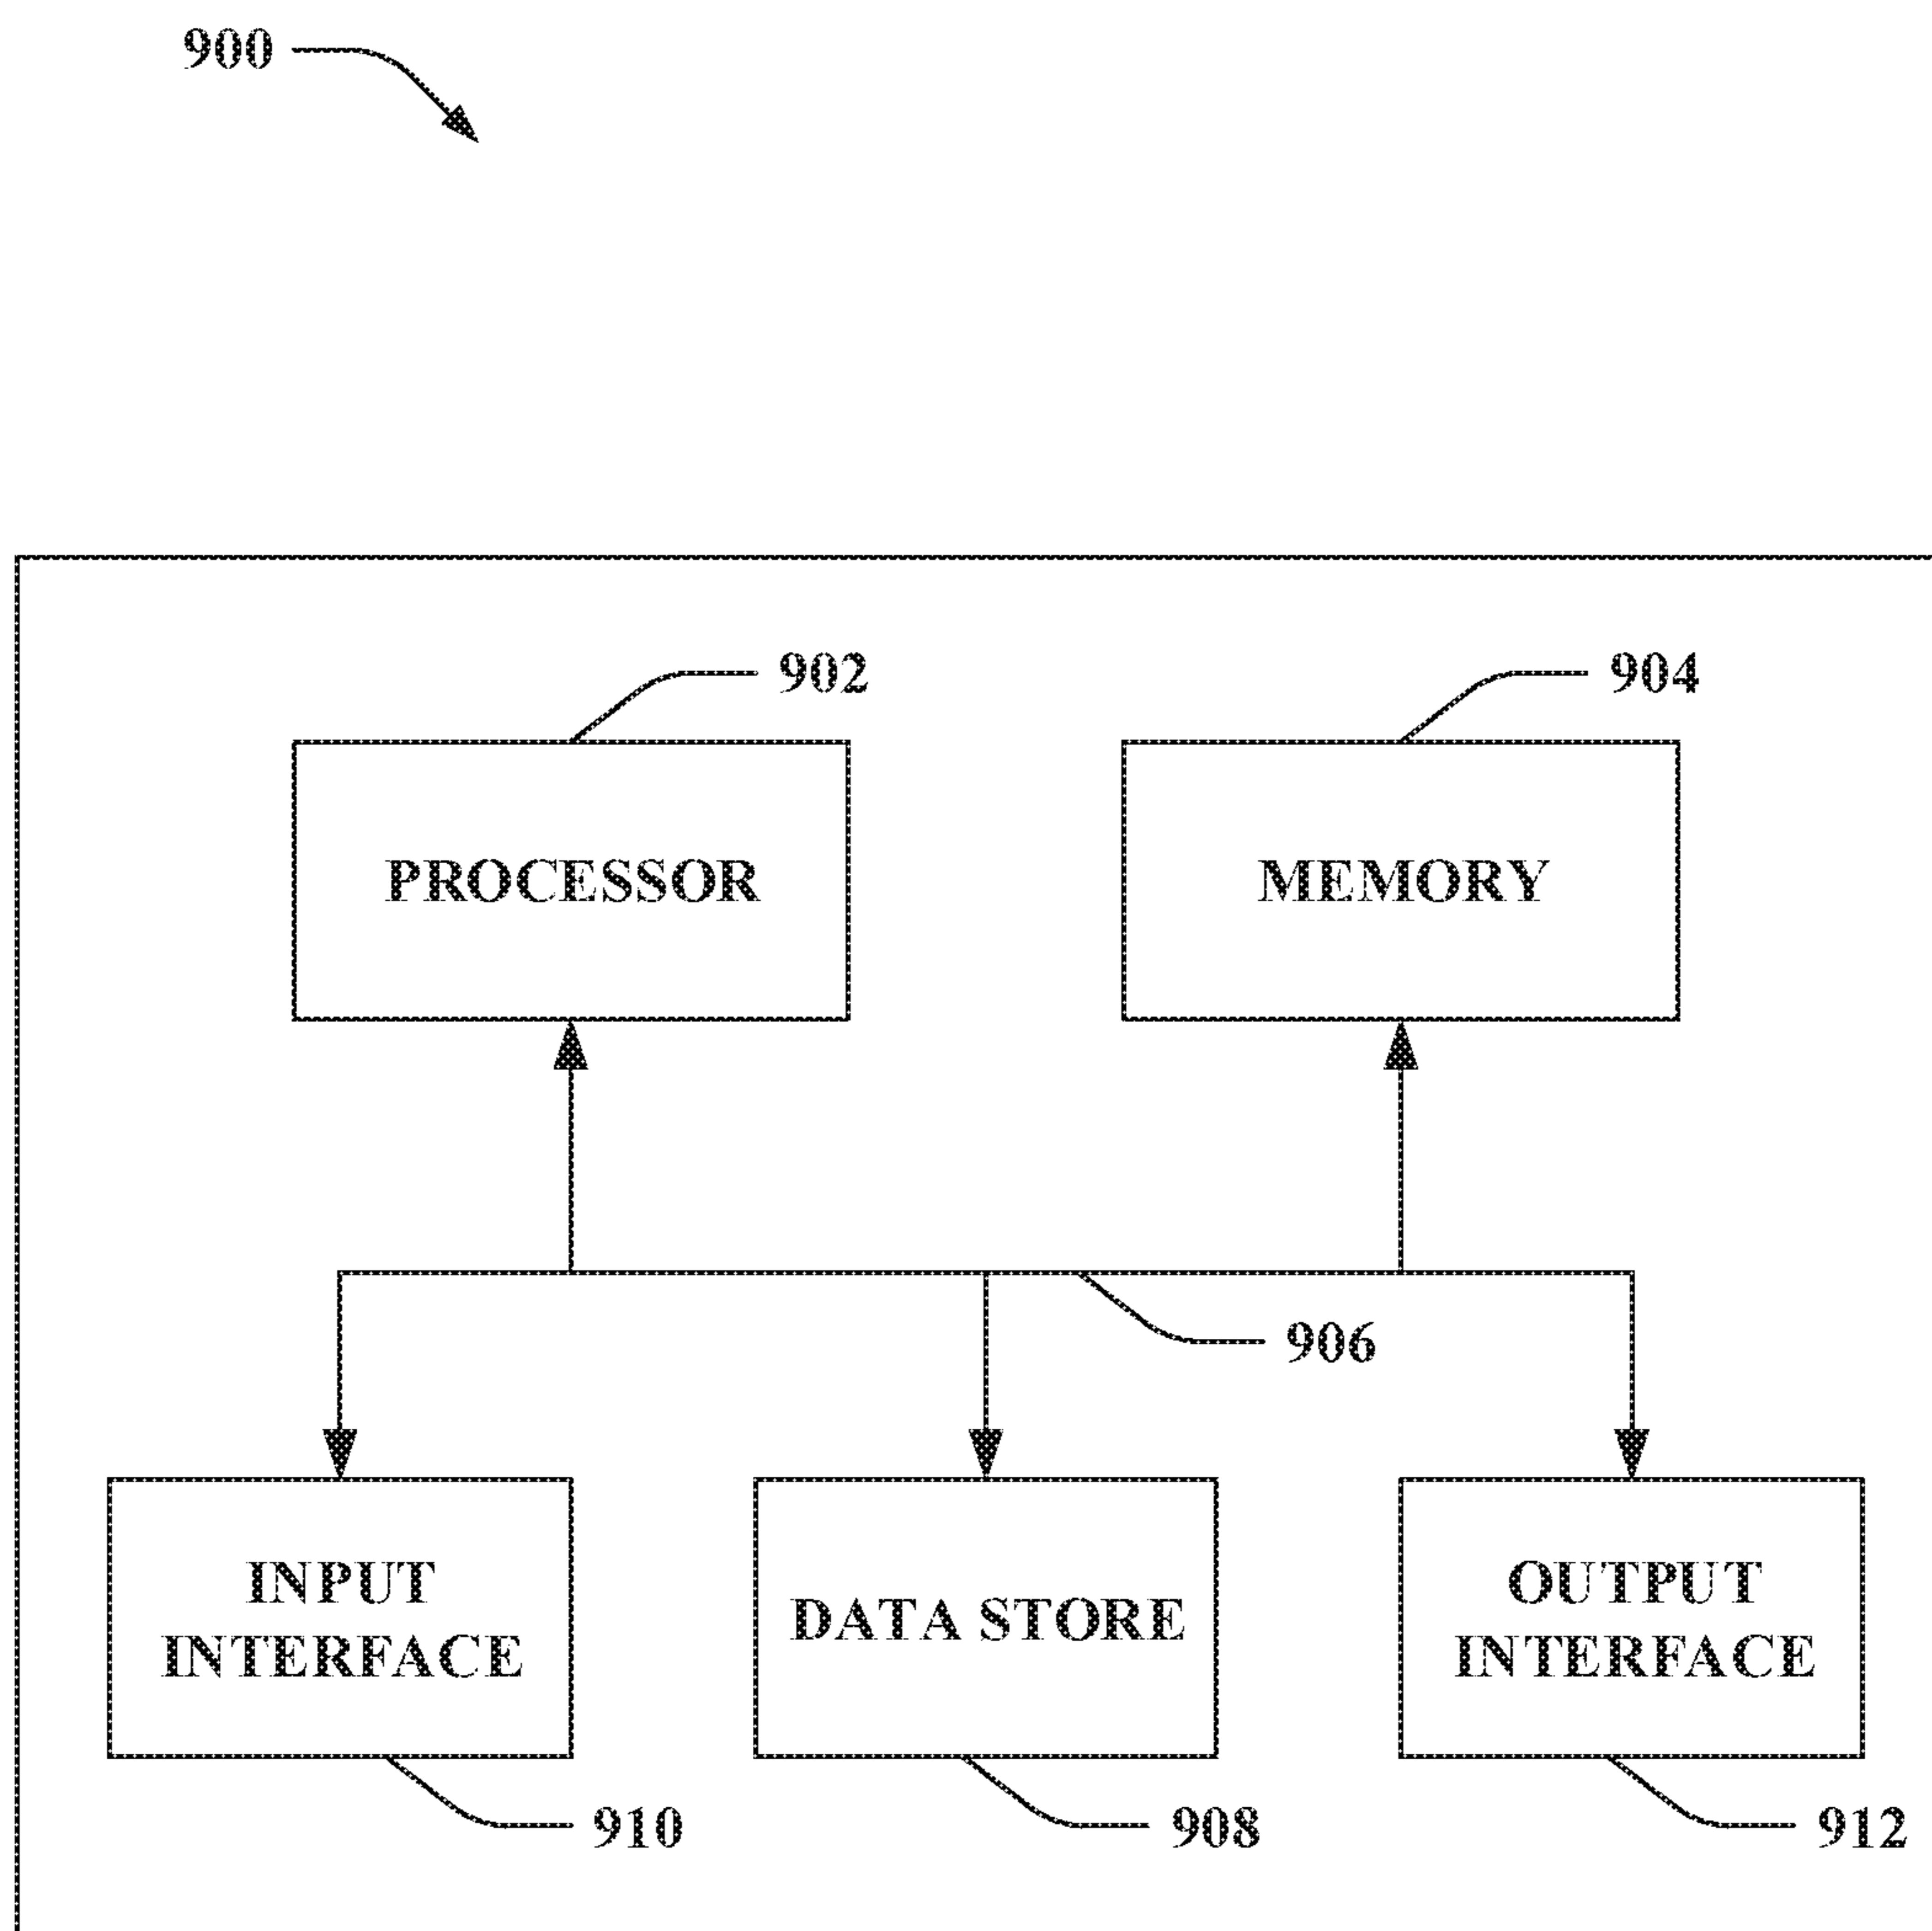 900
902
904
PROCESSOR
MEMORY
906
INPUT
INTERFACE
DATA STORE
OUTPUT
INTERFACE
910
908
912